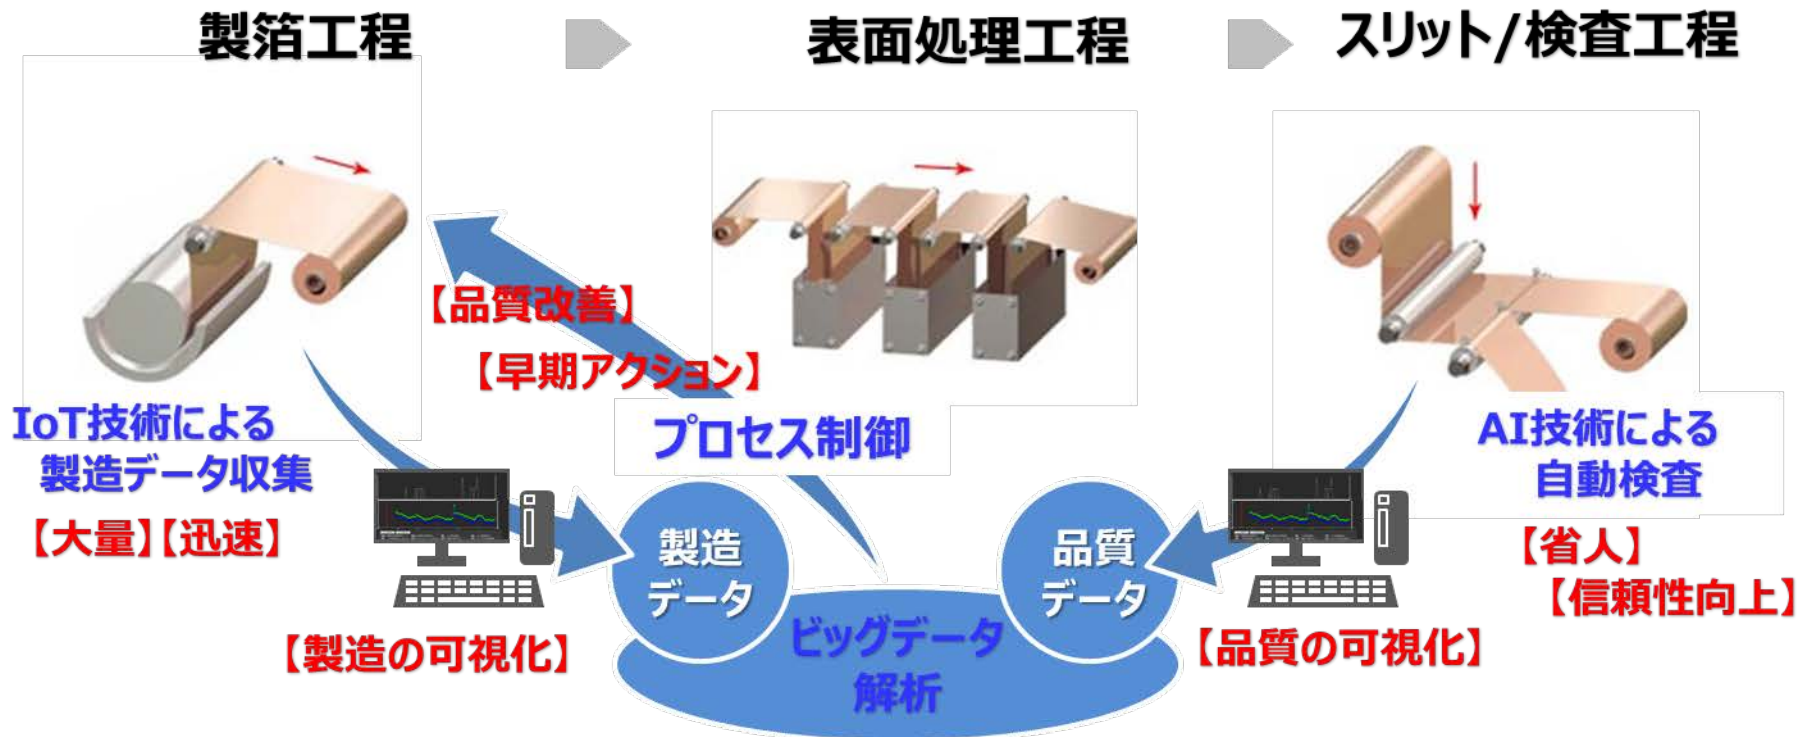 製箔工程
表面処理工程
スリット/検査工程
【品質改善】
【早期アクション】
プロセス制御
IoT技術による
製造データ収集
【大量】【迅速】
【製造の可視化】
製造
データ
ビッグデータ
解析
品質
データ
AI技術による
自動検査
【省人】
【信頼性向上】
【品質の可視化】